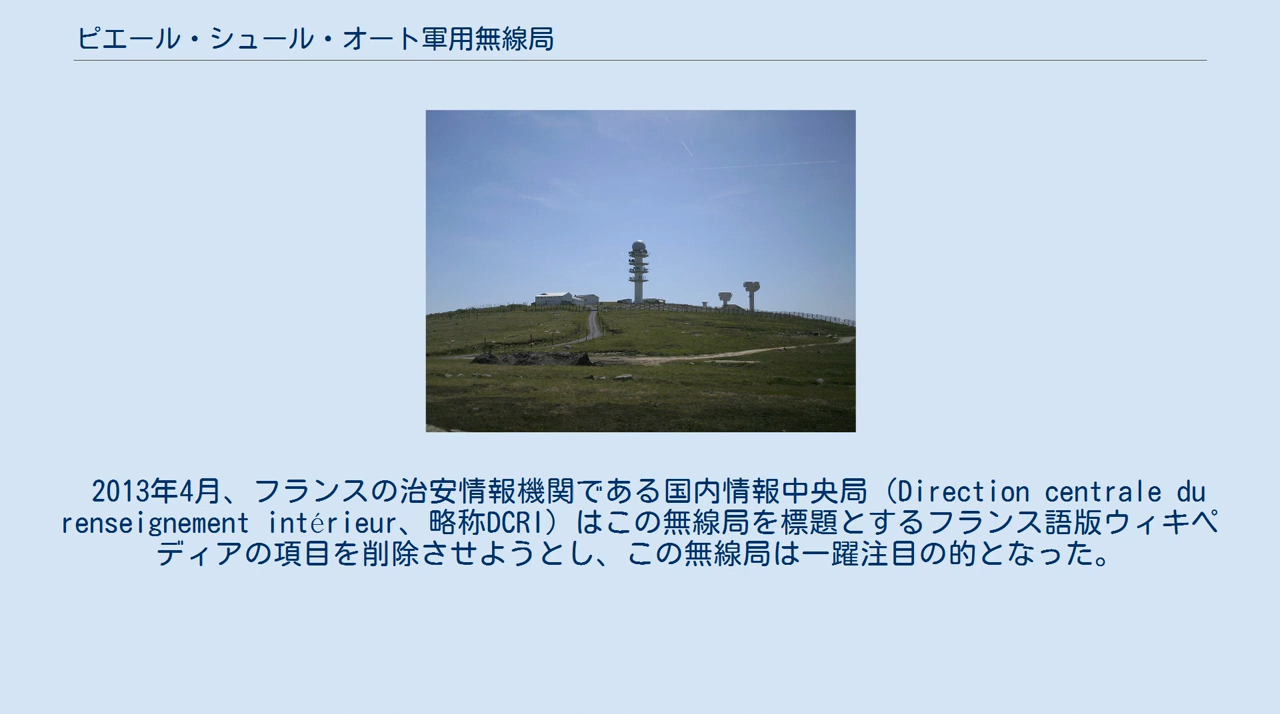 ピエール・シュール・オート軍用無線局
2013年4月、フランスの治安情報機関である国内情報中央局（Direction centrale du
renseignement intérieur、略称DCRI）はこの無線局を標題とするフランス語版ウィキペ
ディアの項目を削除させようとし、この無線局は一躍注目の的となった。